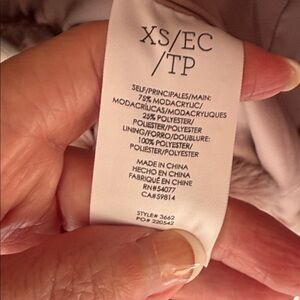 XS/EC
/TP
SELF/PRINCIPALES/MAIN:
75% MODACRYLIC/
MODACRÍLICAS/MODACRYLIQUES
25% POLYESTER/
POLIÉSTER/POLYESTER
LINING/FORRO/DOUBLURE:
100% POLYESTER/
POLIÉSTER/POLYESTER
MADE IN CHINA
HECHO EN CHINA
FABRIQUÉ EN CHINE
RN#54077
CA#59814
STYLE# 3662
PO# 220542